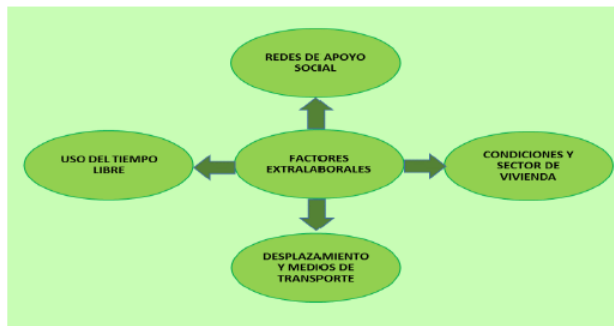 REDES DE APOYO
SOCIAL
USO DEL TIEMPO
LIBRE
FACTORES
EXTRALABORALES
CONDICIONES Y
SECTOR DE
VIVIENDA
DESPLAZAMIENTO
Y MEDIOS DE
TRANSPORTE